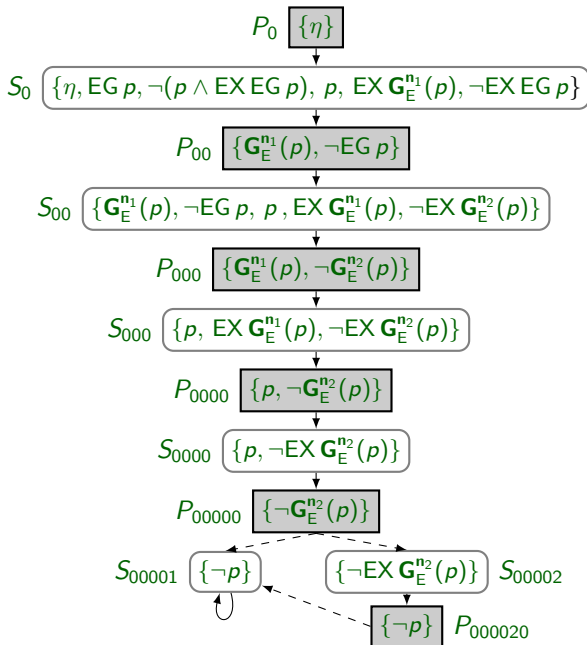 P₀ {η}
S₀ {η, EG p, ¬(p ∧ EX EG p), p, EX G_E^{n₁}(p), ¬EX EG p}
P₀₀ {G_E^{n₁}(p), ¬EG p}
S₀₀ {G_E^{n₁}(p), ¬EG p, p , EX G_E^{n₁}(p), ¬EX G_E^{n₂}(p)}
P₀₀₀ {G_E^{n₁}(p), ¬G_E^{n₂}(p)}
S₀₀₀ {p, EX G_E^{n₁}(p), ¬EX G_E^{n₂}(p)}
P₀₀₀₀ {p, ¬G_E^{n₂}(p)}
S₀₀₀₀ {p, ¬EX G_E^{n₂}(p)}
P₀₀₀₀₀ {¬G_E^{n₂}(p)}
S₀₀₀₀₁ {¬p} {¬EX G_E^{n₂}(p)} S₀₀₀₀₂
{¬p} P₀₀₀₀₂₀